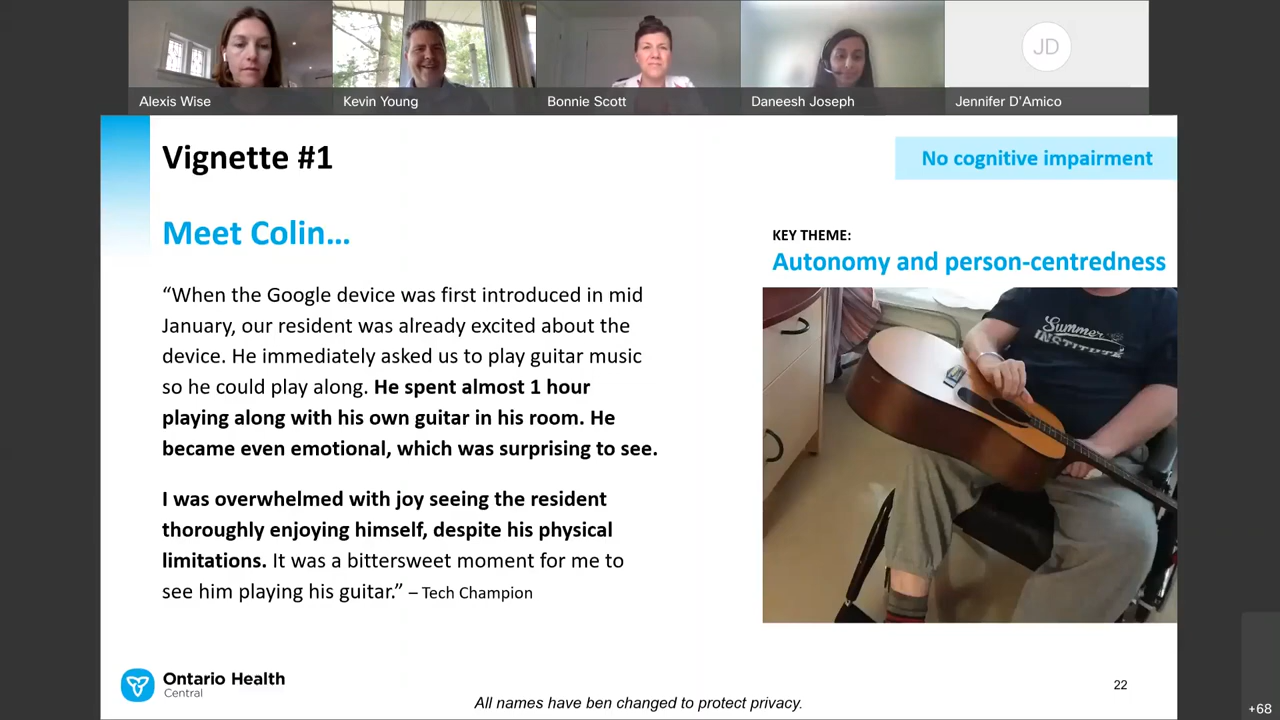 JD
Alexis Wise
Kevin Young
Bonnie Scott
Daneesh Joseph
Jennifer D'Amico
Vignette #1
No cognitive impairment
Meet Colin…
KEY THEME:
Autonomy and person-centredness
“When the Google device was first introduced in mid
January, our resident was already excited about the
device. He immediately asked us to play guitar music
so he could play along. He spent almost 1 hour
playing along with his own guitar in his room. He
became even emotional, which was surprising to see.
I was overwhelmed with joy seeing the resident
thoroughly enjoying himself, despite his physical
limitations. It was a bittersweet moment for me to
see him playing his guitar.” – Tech Champion
Summer
INSTITUTE
Ontario Health
Central
All names have ben changed to protect privacy.
22
+68